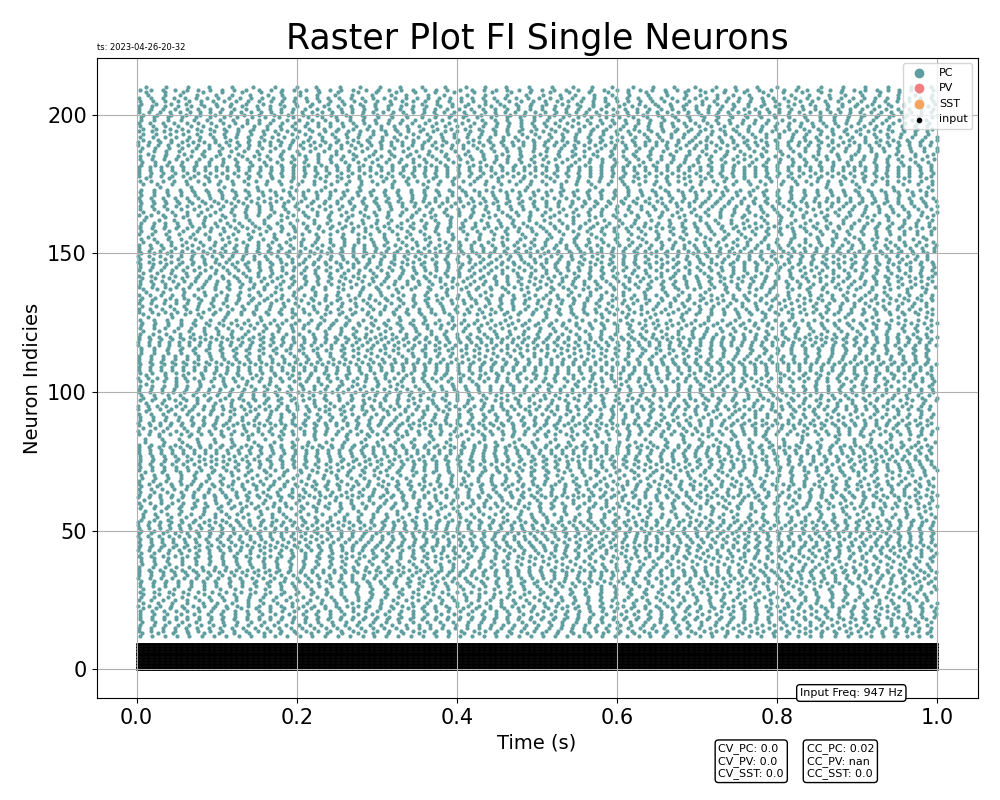 Raster Plot FI Single Neurons
ts: 2023-04-26-20-32
PC
PV
SST
input
200
150
100
50
0
Neuron Indicies
0.0 0.2 0.4 0.6 0.8 1.0
Input Freq: 947 Hz
Time (s)
CV_PC: 0.0
CV_PV: 0.0
CV_SST: 0.0
CC_PC: 0.02
CC_PV: nan
CC_SST: 0.0